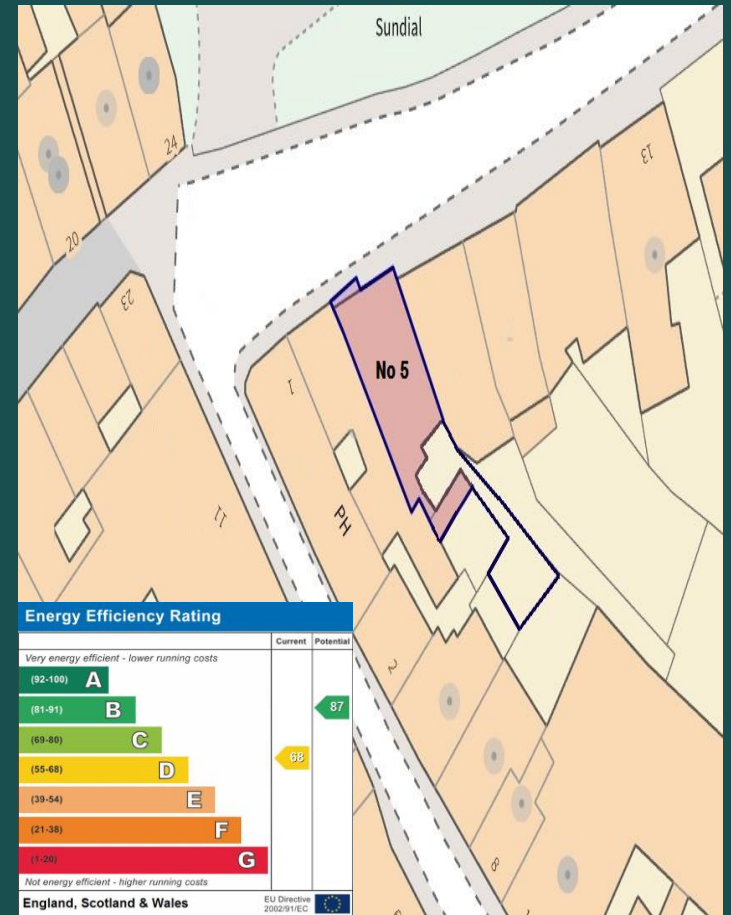 Sundial
24
20
23
13
No 5
1
PH
11
2
8
Energy Efficiency Rating
Current Potential
Very energy efficient - lower running costs
(92-100) A
(81-91) B
87
(69-80) C
(55-68) D
68
(39-54) E
(21-38) F
(1-20) G
Not energy efficient - higher running costs
England, Scotland & Wales
EU Directive
2002/91/EC